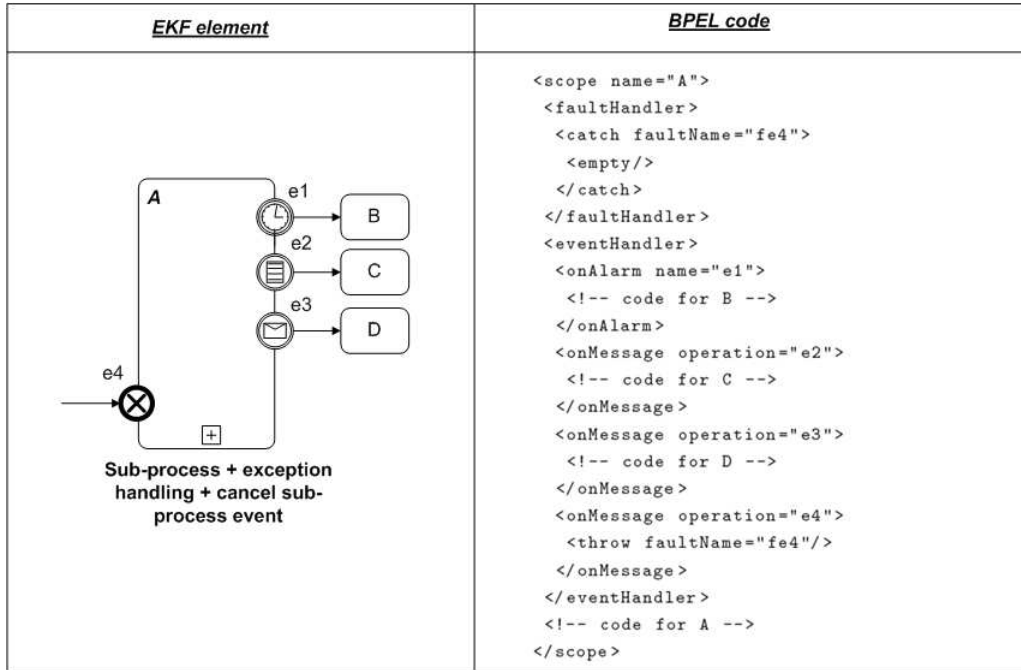 EKF element
BPEL code
A
e1
B
e2
C
e3
D
e4
Sub-process + exception
handling + cancel sub-
process event
<scope name="A">
<faultHandler>
<catch faultName="fe4">
<empty/>
</catch>
</faultHandler>
<eventHandler>
<onAlarm name="e1">
<!-- code for B -->
</onAlarm>
<onMessage operation="e2">
<!-- code for C -->
</onMessage>
<onMessage operation="e3">
<!-- code for D -->
</onMessage>
<onMessage operation="e4">
<throw faultName="fe4"/>
</onMessage>
</eventHandler>
<!-- code for A -->
</scope>